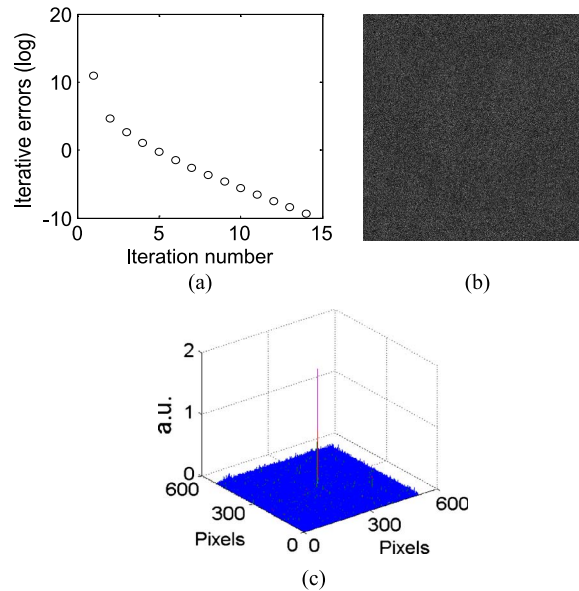 20
10
0
-10
0
5
10
15
Iterative errors (log)
Iteration number
(a)
(b)
2
1
0
a.u.
600
300
0
0
300
600
Pixels
Pixels
(c)